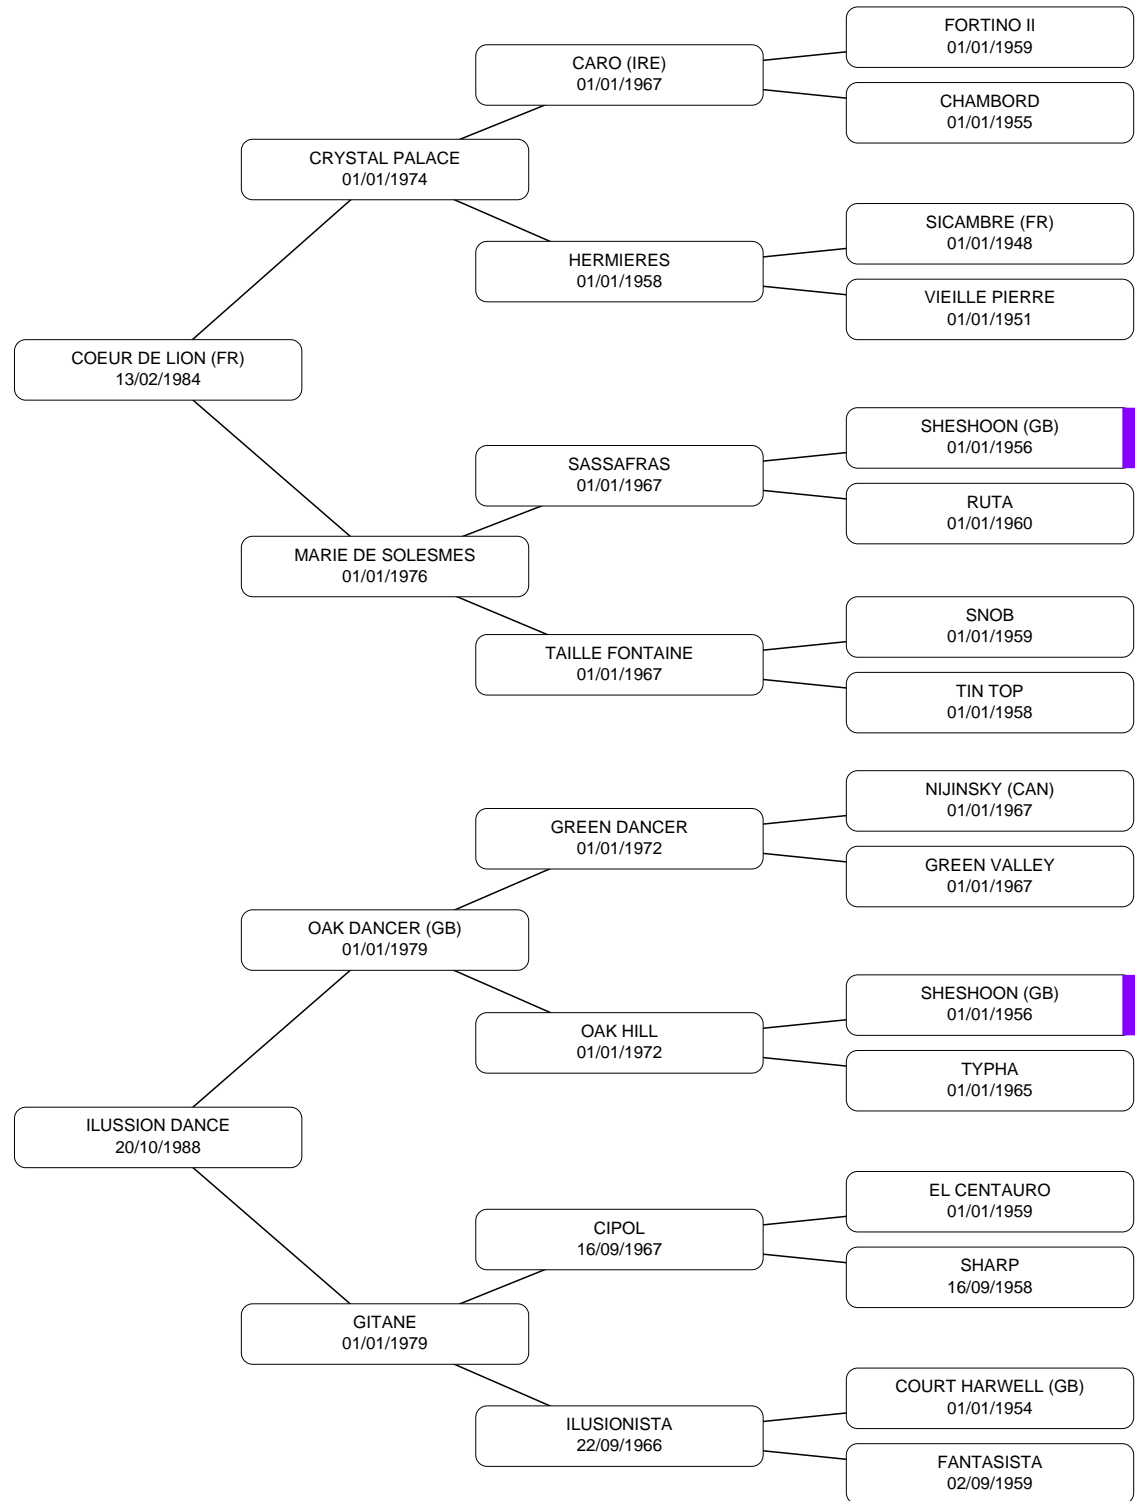 FORTINO II
01/01/1959
CARO (IRE)
01/01/1967
CHAMBORD
01/01/1955
CRYSTAL PALACE
01/01/1974
SICAMBRE (FR)
01/01/1948
HERMIERES
01/01/1958
VIEILLE PIERRE
01/01/1951
COEUR DE LION (FR)
13/02/1984
SHESHOON (GB)
01/01/1956
SASSAFRAS
01/01/1967
RUTA
01/01/1960
MARIE DE SOLESMES
01/01/1976
SNOB
01/01/1959
TAILLE FONTAINE
01/01/1967
TIN TOP
01/01/1958
NIJINSKY (CAN)
01/01/1967
GREEN DANCER
01/01/1972
GREEN VALLEY
01/01/1967
OAK DANCER (GB)
01/01/1979
SHESHOON (GB)
01/01/1956
OAK HILL
01/01/1972
TYPHA
01/01/1965
ILUSSION DANCE
20/10/1988
EL CENTAURO
01/01/1959
CIPOL
16/09/1967
SHARP
16/09/1958
GITANE
01/01/1979
COURT HARWELL (GB)
01/01/1954
ILUSIONISTA
22/09/1966
FANTASISTA
02/09/1959